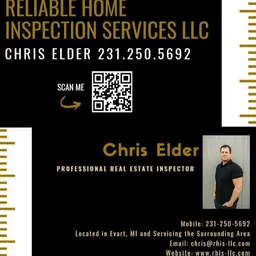 RELIABLE HOME
INSPECTION SERVICES LLC
CHRIS ELDER 231.250.5692
SCAN ME
Chris Elder
PROFESSIONAL REAL ESTATE INSPECTOR
Mobile: 231-250-5692
Located in Evart, MI and Servicing the Surrounding Area
Email: chris@rhis-llc.com
Website: www.rhis-llc.com